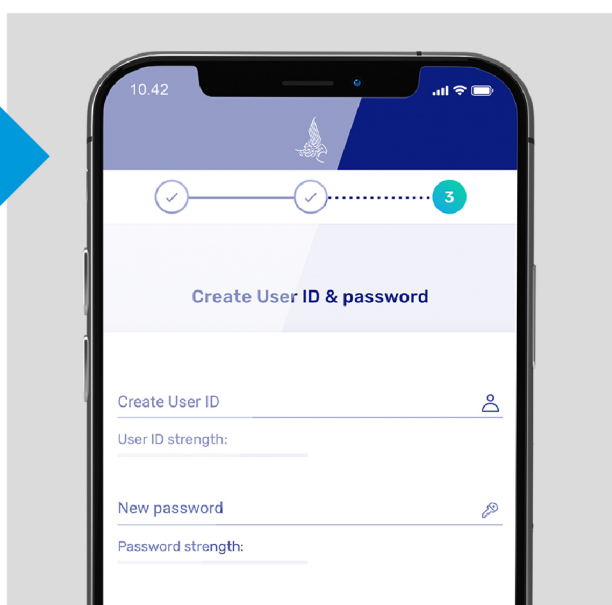 10.42
3
Create User ID & password
Create User ID
User ID strength:
New password
Password strength: